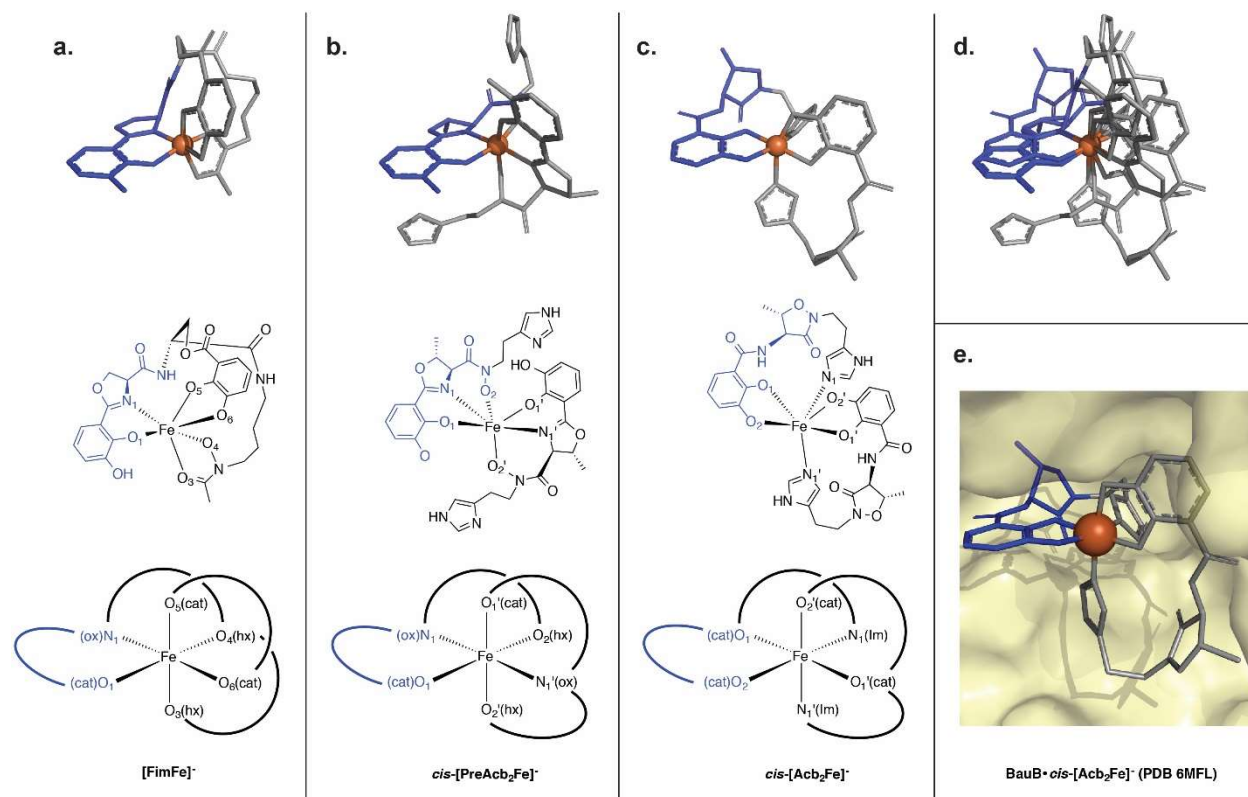 a.
b.
c.
d.
O
O
O
O
NH
NH
O
N₁
O₅
O₆
Fe
O₁
OH
O₄
N
O₃
NH
N
O
N
HO
O
O₂
N₁
O₁'
Fe
O₁
N₁'
O
O
O₂'
N
O
HN
N
O
N
O
O
NH
NH
N₁
O₁
O₂'
Fe
O₂
O₁'
O
N₁'
HN
HN
O
N
O
e.
O₅(cat)
(ox)N₁
O₄(hx)
Fe
(cat)O₁
O₆(cat)
O₃(hx)
O₁'(cat)
(ox)N₁
O₂(hx)
Fe
(cat)O₁
N₁'(ox)
O₂'(hx)
O₂'(cat)
(cat)O₁
N₁(Im)
Fe
(cat)O₂
O₁'(cat)
N₁'(Im)
[FimFe]⁻
cis-[PreAcb₂Fe]⁻
cis-[Acb₂Fe]⁻
BauB•cis-[Acb₂Fe]⁻ (PDB 6MFL)